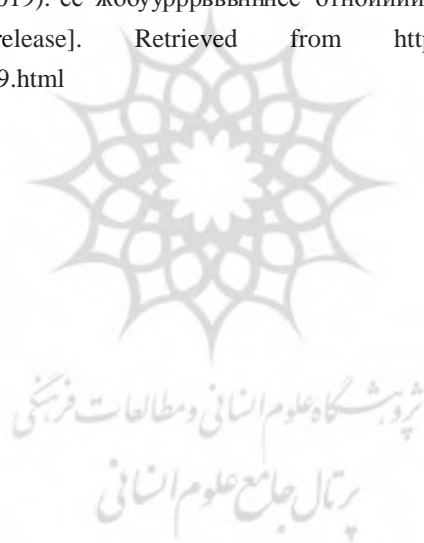 release]. Retrieved from http
9.html
پژوهشگاه علوم انسانی و مطالعات فرهنگی
پرتال جامع علوم انسانی